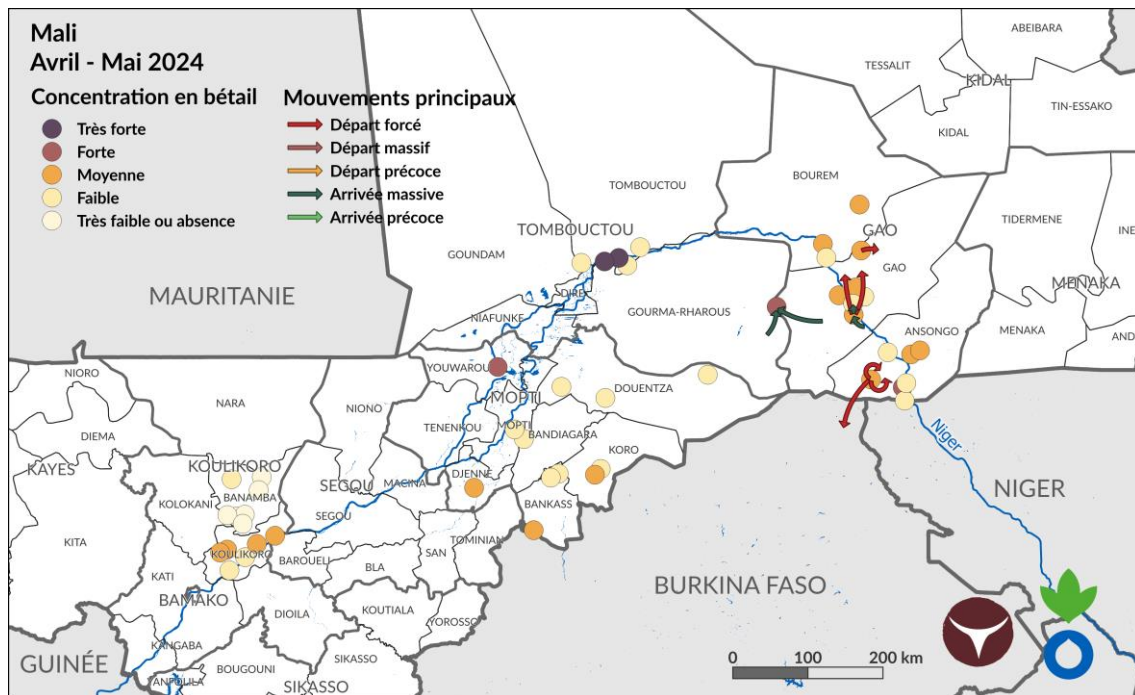 Mali
Avril - Mai 2024
Concentration en bétail
Très forte
Forte
Moyenne
Faible
Très faible ou absence
Mouvements principaux
Départ forcé
Départ massif
Départ précoce
Arrivée massive
Arrivée précoce
ABEIBARA
TESSALIT
KIDAL
TIN-ESSAKO
KIDAL
TOMBOUCTOU
BOUREM
TOMBOUCTOU
GAO
TIDERMENE
INE
GOUNDAM
GAO
MENAKA
MAURITANIE
DIRE
GOURMA-RHAROUS
NIAFUNKE
ANSONGO
MENAKA
AND
NIORO
YOUWAROU
DOUENTZA
NARA
NIONO
MOPTI
DIEMA
TENENKOU
MOPTI
BANDIAGARA
Niger
KAYES
KOULIKORO
KORO
SEGOU
MACINA
DJENNE
NIGER
KOLOKANI
BANAMBA
BANKASS
SEGOU
KITA
TOMINIAN
KOULIKORO
BAROUELI
SAN
KATI
BLA
BURKINA FASO
BAMAKO
DIOILA
KOUTIALA
YOROSSO
KANGABA
GUINÉE
BOUGOUNI
SIKASSO
SIKASSO
0 100 200 km